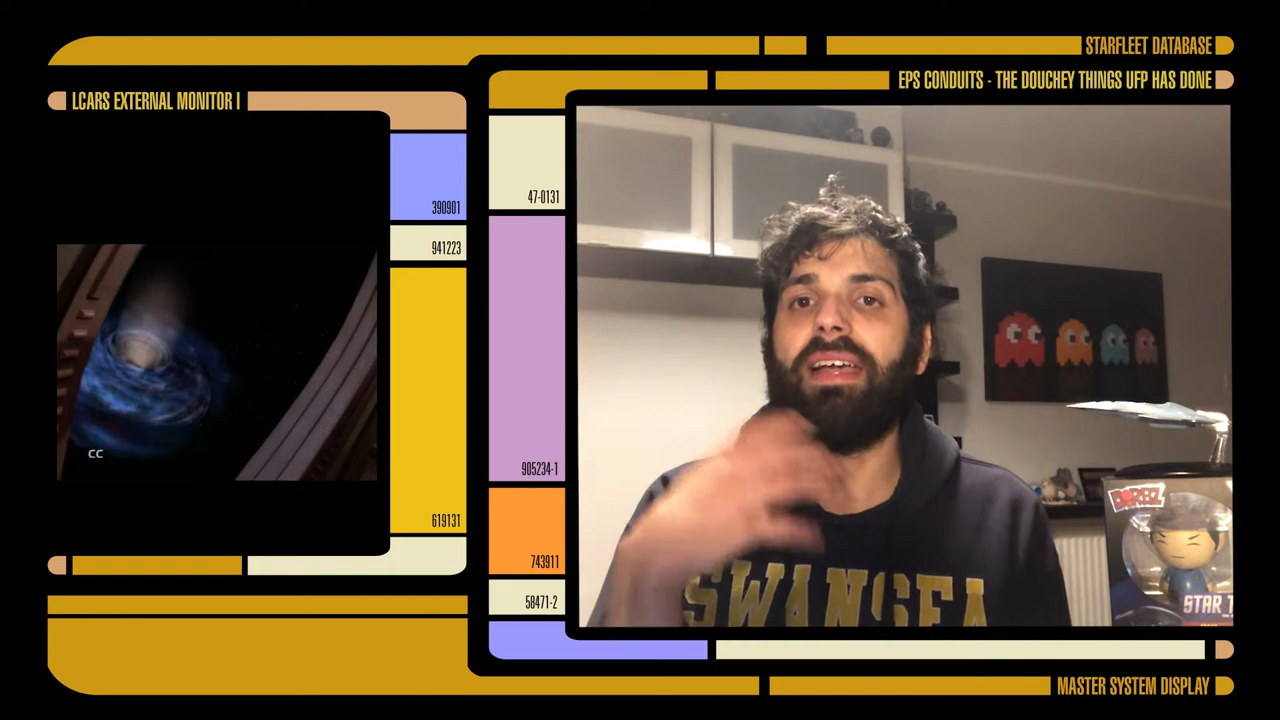 STARFLEET DATABASE
EPS CONDUITS - THE DOUCHEY THINGS UFP HAS DONE
LCARS EXTERNAL MONITOR I
390901
941223
619131
47-0131
905234-1
743911
58471-2
CC
SWANSEA
DORBZ
STAR T
MASTER SYSTEM DISPLAY